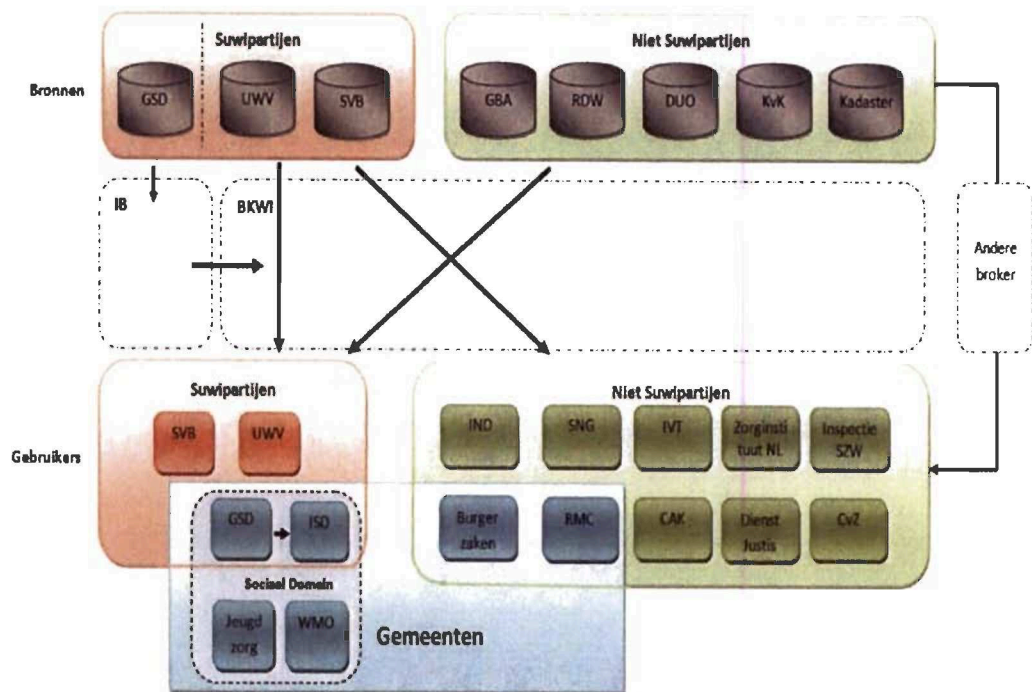 Suwipartijen
Niet Suwipartijen
Bronnen
GSD
UWV
SVB
GBA
RDW
DUO
KvK
Kadaster
IB
BKWI
Andere
broker
Suwipartijen
Niet Suwipartijen
Gebruikers
SVB
UWV
IND
SNG
IVT
Zorginsti
tuut NL
Inspectie
SZW
GSD
ISD
Burger
zaken
RMC
CAK
Dienst
Justis
CvZ
Sociaal Domein
Jeugd
zorg
WMO
Gemeenten